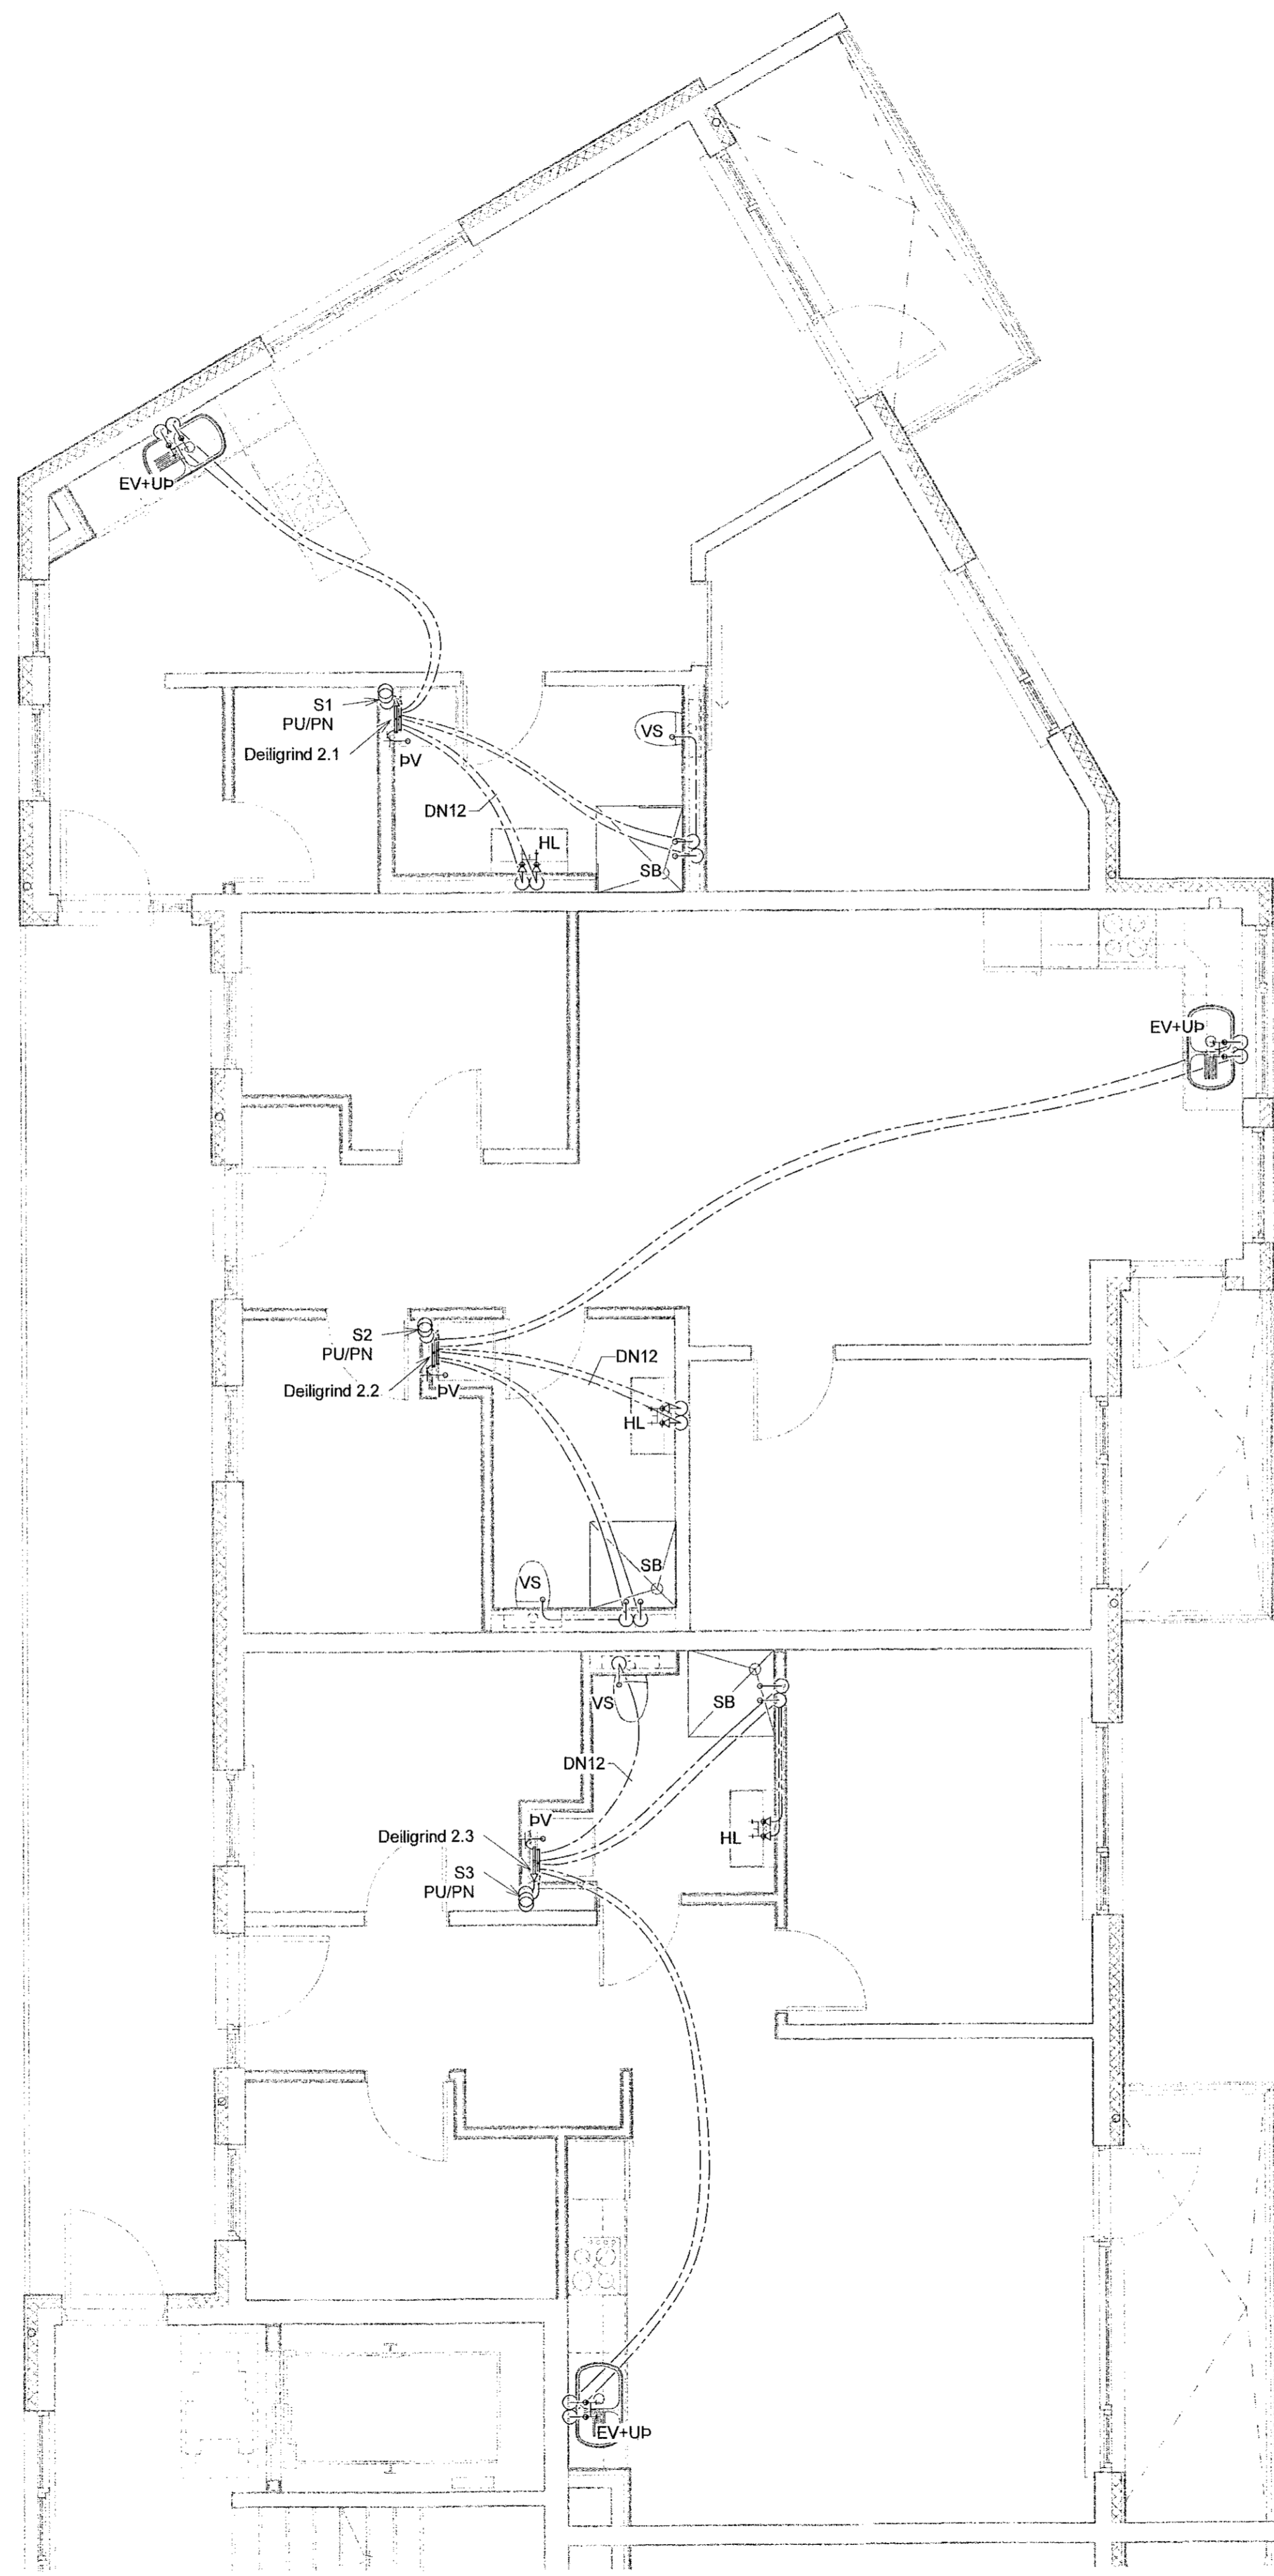 EV+UÞ
S1
PU/PN
Deiligrind 2.1
ÞV
VS
DN12
HL
SB
EV+UÞ
S2
PU/PN
Deiligrind 2.2
ÞV
DN12
HL
SB
VS
VS
SB
DN12
ÞV
Deiligrind 2.3
HL
S3
PU/PN
EV+UÞ